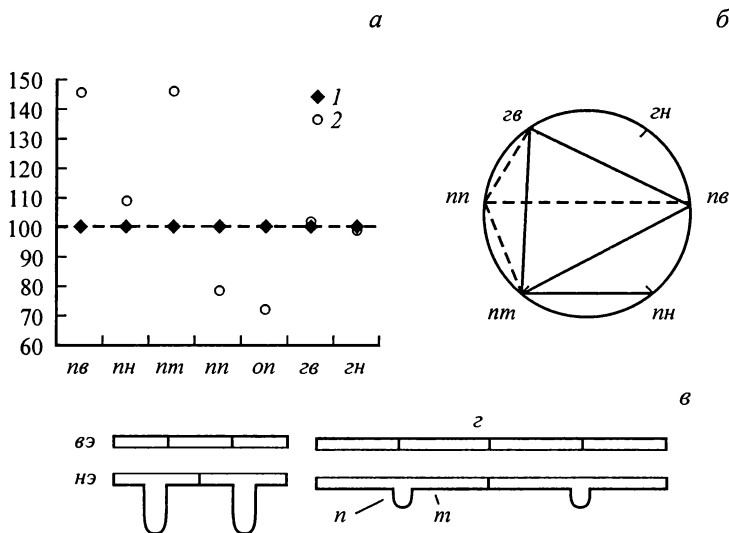 а
б
150
140
130
120
110
100
90
80
70
60
1
2
пв пн пт пп оп гв гн
гв
гн
пп
пв
пт
пн
в
вэ
г
нэ
п
т